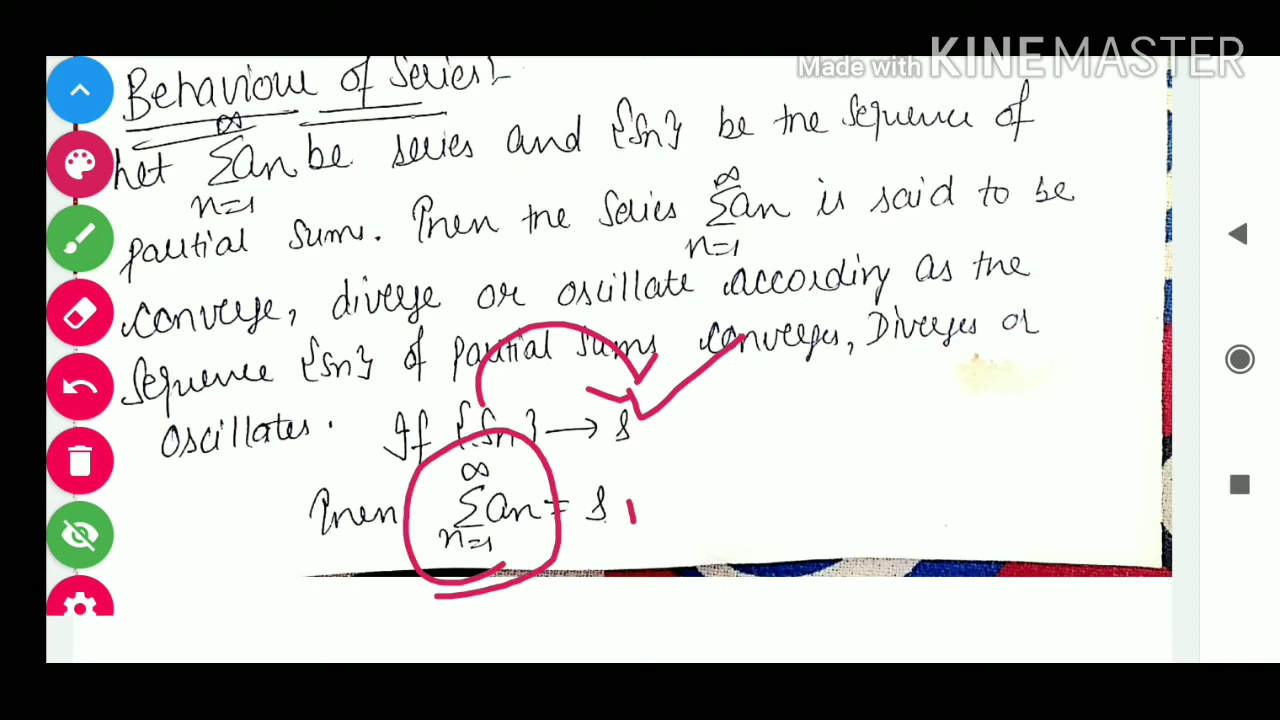 Made with KINEMASTER
Behaviour of Series:-
Let ∞∑n=1 an be series and {Sn} be the sequence of
partial sums. Then the series ∞∑n=1 an is said to be
converge, diverge or oscillate according as the
sequence {Sn} of partial sums converges, Diverges or
oscillates. If {Sn} → s
Then ∞∑n=1 an = s